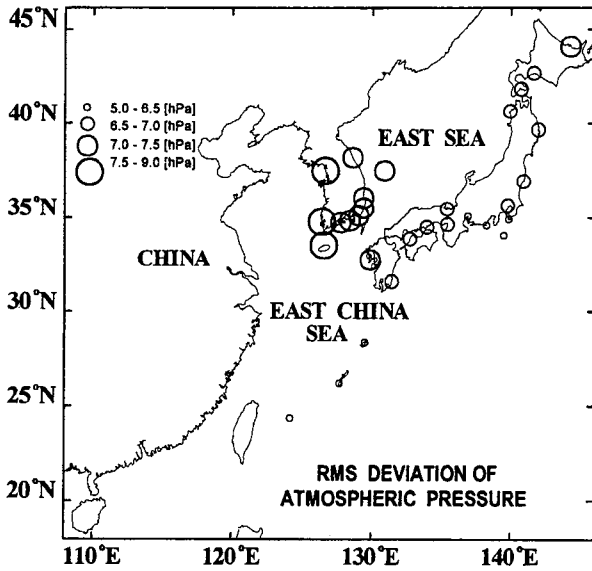 45°N
40°N
35°N
30°N
25°N
20°N
5.0 - 6.5 [hPa]
6.5 - 7.0 [hPa]
7.0 - 7.5 [hPa]
7.5 - 9.0 [hPa]
EAST SEA
CHINA
EAST CHINA
SEA
RMS DEVIATION OF
ATMOSPHERIC PRESSURE
110°E
120°E
130°E
140°E